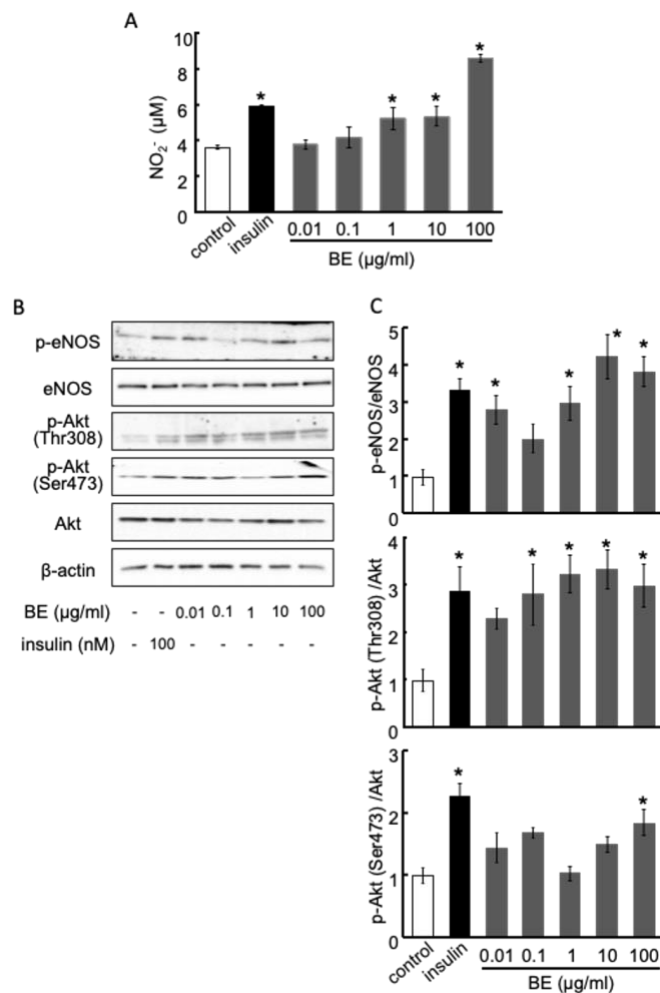 A
10
8
6
4
2
0
NO2- (µM)
*
*
*
*
control
insulin
0.01
0.1
1
10
100
BE (µg/ml)
B
p-eNOS
eNOS
p-Akt
(Thr308)
p-Akt
(Ser473)
Akt
β-actin
BE (µg/ml) - - 0.01 0.1 1 10 100
insulin (nM) - 100 - - - - -
C
5
4
3
2
1
0
p-eNOS/eNOS
*
*
*
*
*
4
3
2
1
0
p-Akt (Thr308) /Akt
*
*
*
*
*
3
2
1
0
p-Akt (Ser473) /Akt
*
*
control
insulin
0.01
0.1
1
10
100
BE (µg/ml)